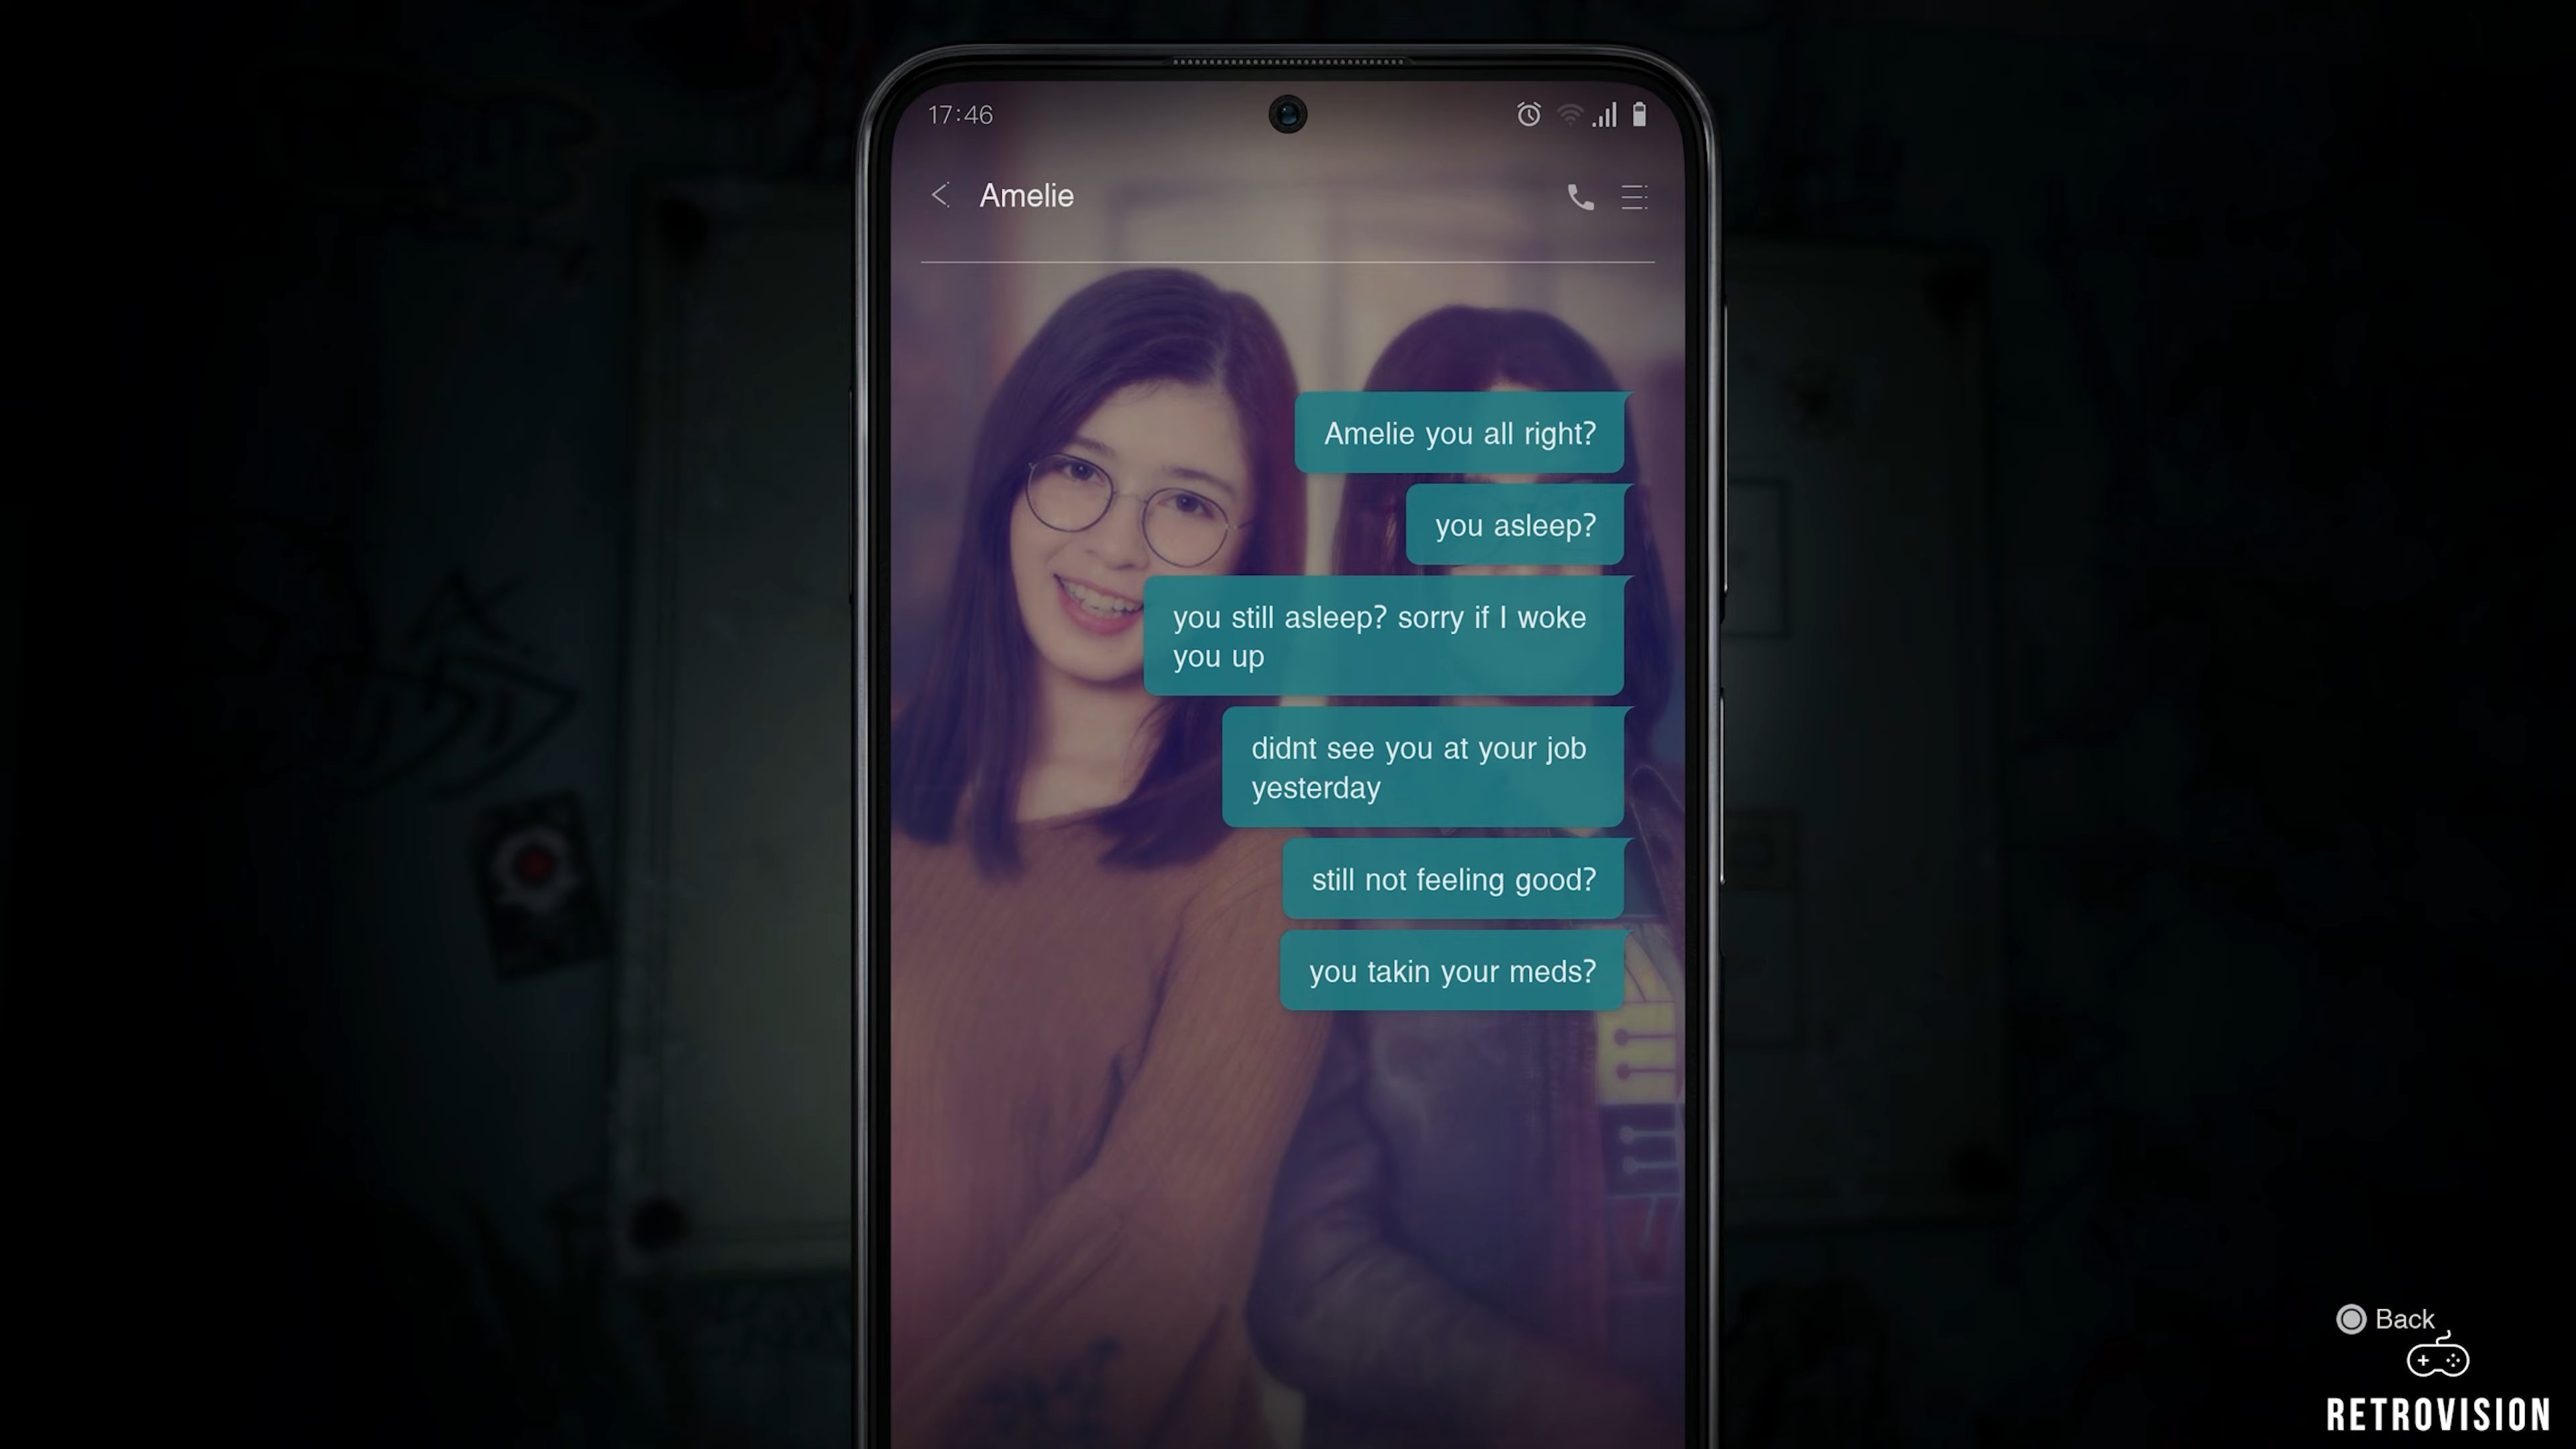 17:46
Amelie
Amelie you all right?
you asleep?
you still asleep? sorry if I woke
you up
didnt see you at your job
yesterday
still not feeling good?
you takin your meds?
Back
RETROVISION